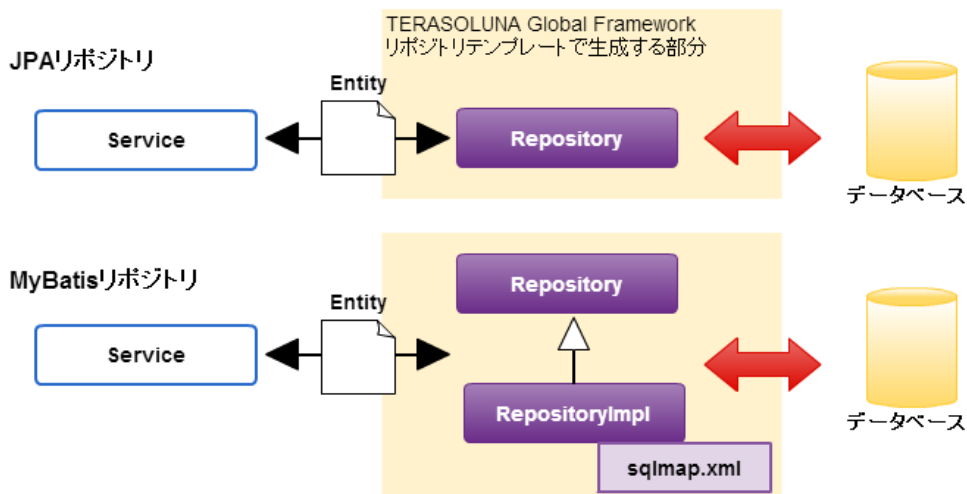 TERASOLUNA Global Framework
リポジトリテンプレートで生成する部分
JPAリポジトリ
Entity
Service
Repository
データベース
MyBatisリポジトリ
Entity
Service
Repository
RepositoryImpl
sqlmap.xml
データベース